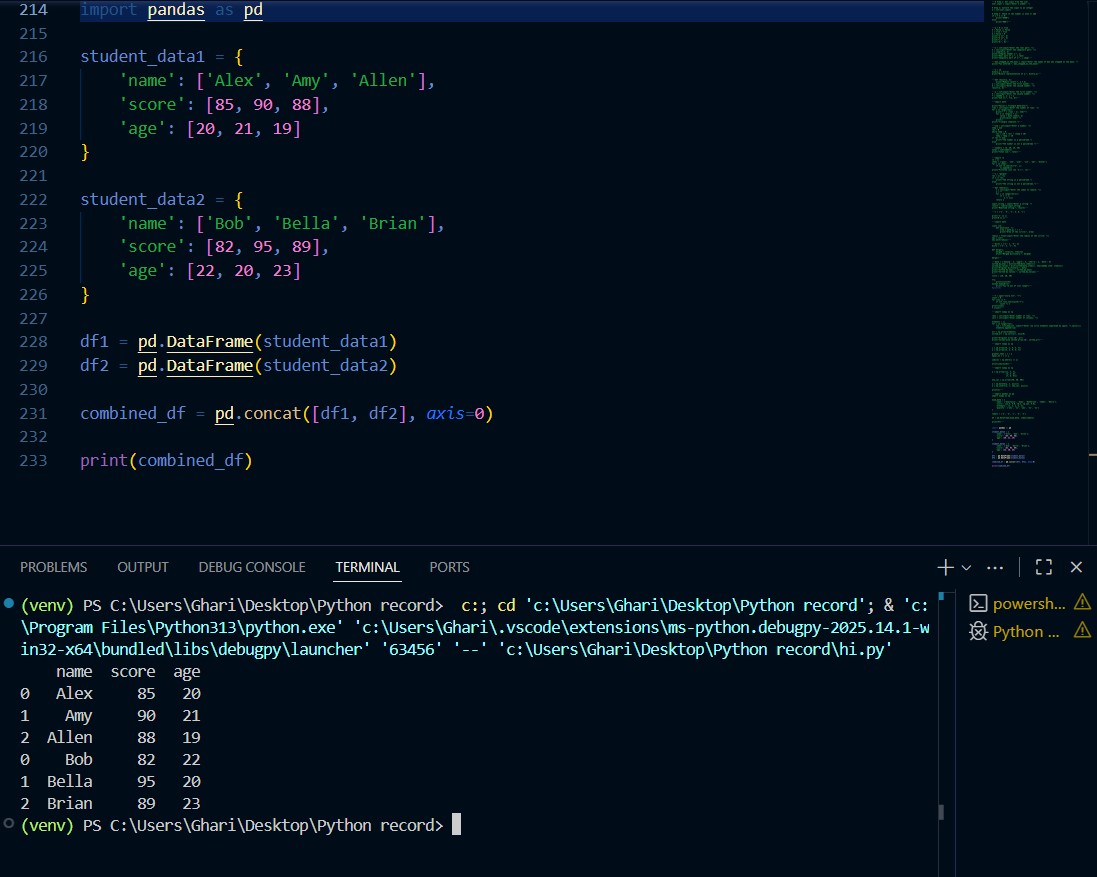 214 import pandas as pd
215
216 student_data1 = {
217     'name': ['Alex', 'Amy', 'Allen'],
218     'score': [85, 90, 88],
219     'age': [20, 21, 19]
220 }
221
222 student_data2 = {
223     'name': ['Bob', 'Bella', 'Brian'],
224     'score': [82, 95, 89],
225     'age': [22, 20, 23]
226 }
227
228 df1 = pd.DataFrame(student_data1)
229 df2 = pd.DataFrame(student_data2)
230
231 combined_df = pd.concat([df1, df2], axis=0)
232
233 print(combined_df)
PROBLEMS OUTPUT DEBUG CONSOLE TERMINAL PORTS
(venv) PS C:\Users\Ghari\Desktop\Python record>  c:; cd 'c:\Users\Ghari\Desktop\Python record'; & 'c:
\Program Files\Python313\python.exe' 'c:\Users\Ghari\.vscode\extensions\ms-python.debugpy-2025.14.1-w
in32-x64\bundled\libs\debugpy\launcher' '63456' '--' 'c:\Users\Ghari\Desktop\Python record\hi.py'
    name  score  age
0   Alex     85   20
1    Amy     90   21
2  Allen     88   19
0    Bob     82   22
1  Bella     95   20
2  Brian     89   23
(venv) PS C:\Users\Ghari\Desktop\Python record>
powersh...
Python ...